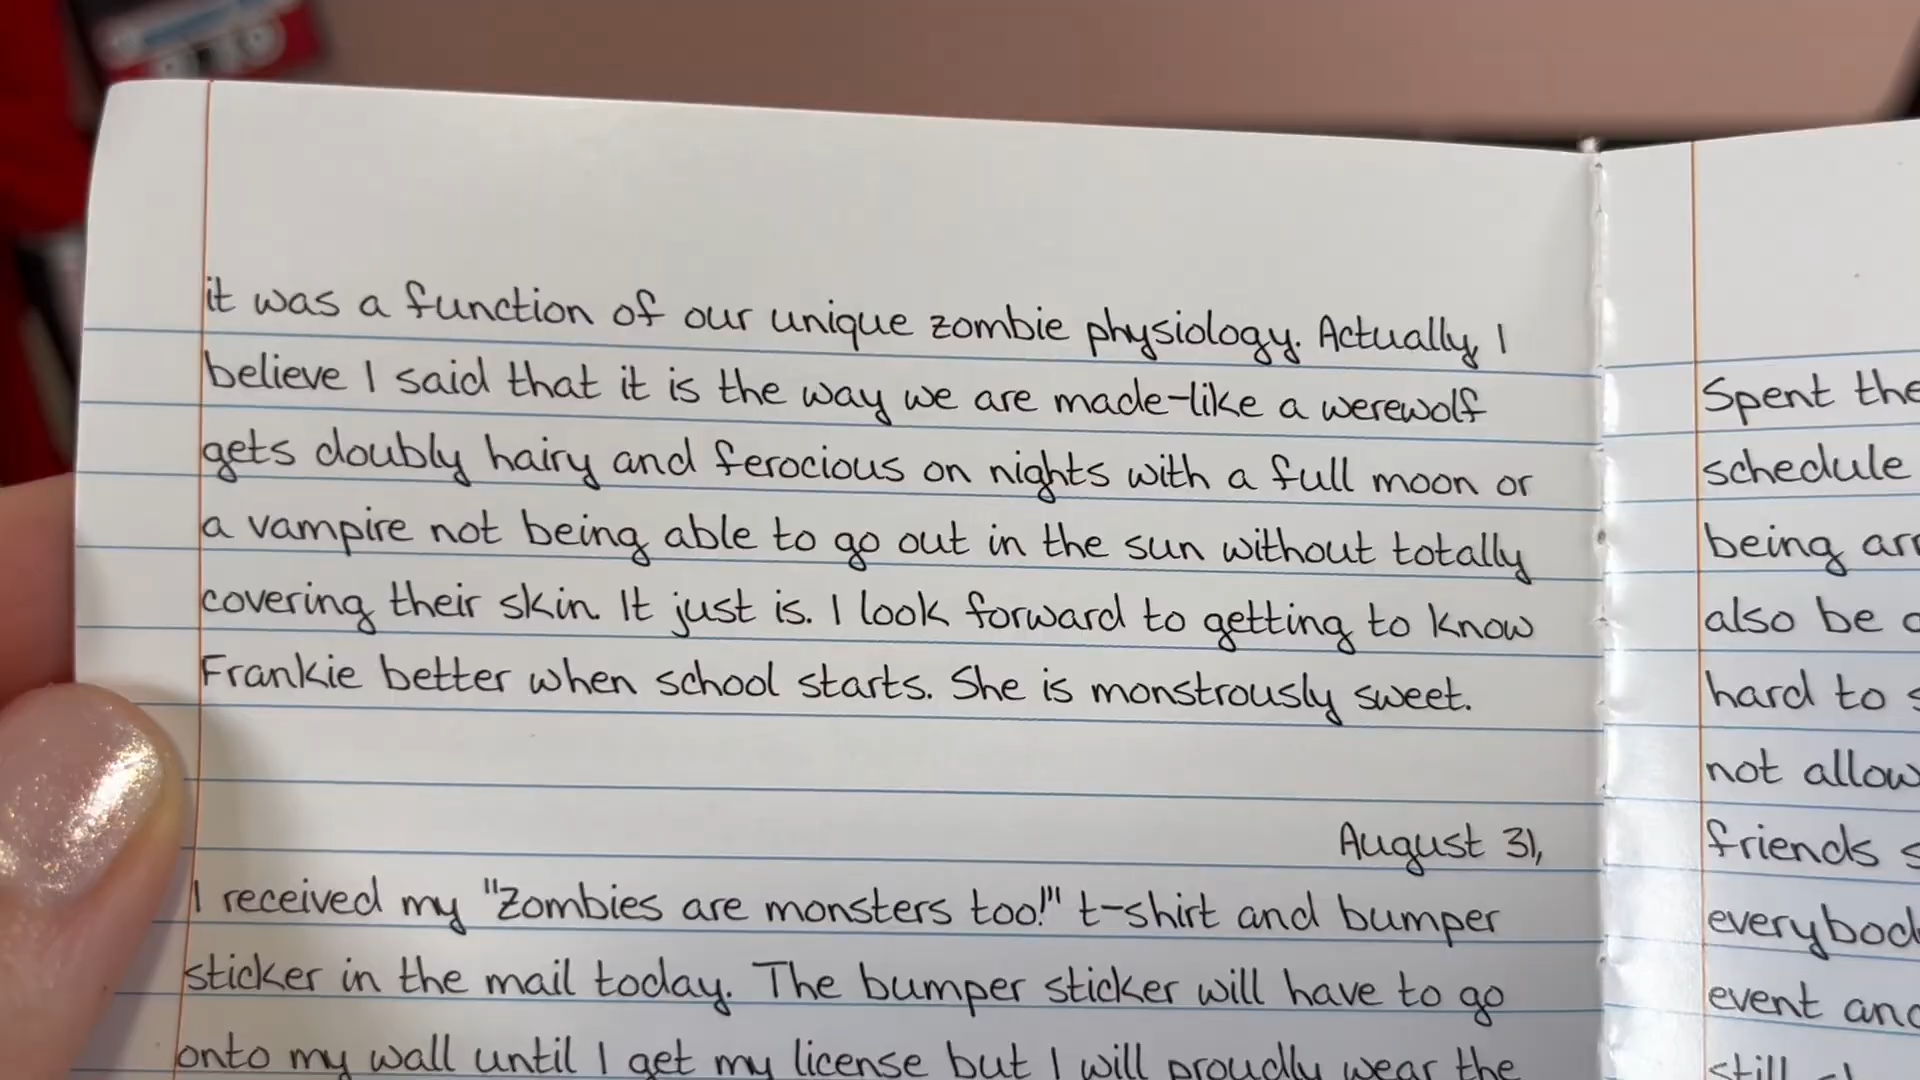 it was a function of our unique zombie physiology. Actually, I
believe I said that it is the way we are made-like a werewolf
gets doubly hairy and ferocious on nights with a full moon or
a vampire not being able to go out in the sun without totally
covering their skin. It just is. I look forward to getting to know
Frankie better when school starts. She is monstrously sweet.
August 31,
I received my "Zombies are monsters too!" t-shirt and bumper
sticker in the mail today. The bumper sticker will have to go
onto my wall until I get my license but I will proudly wear the
Spent the
schedule
being
also be
hard to
not
friends
event
still